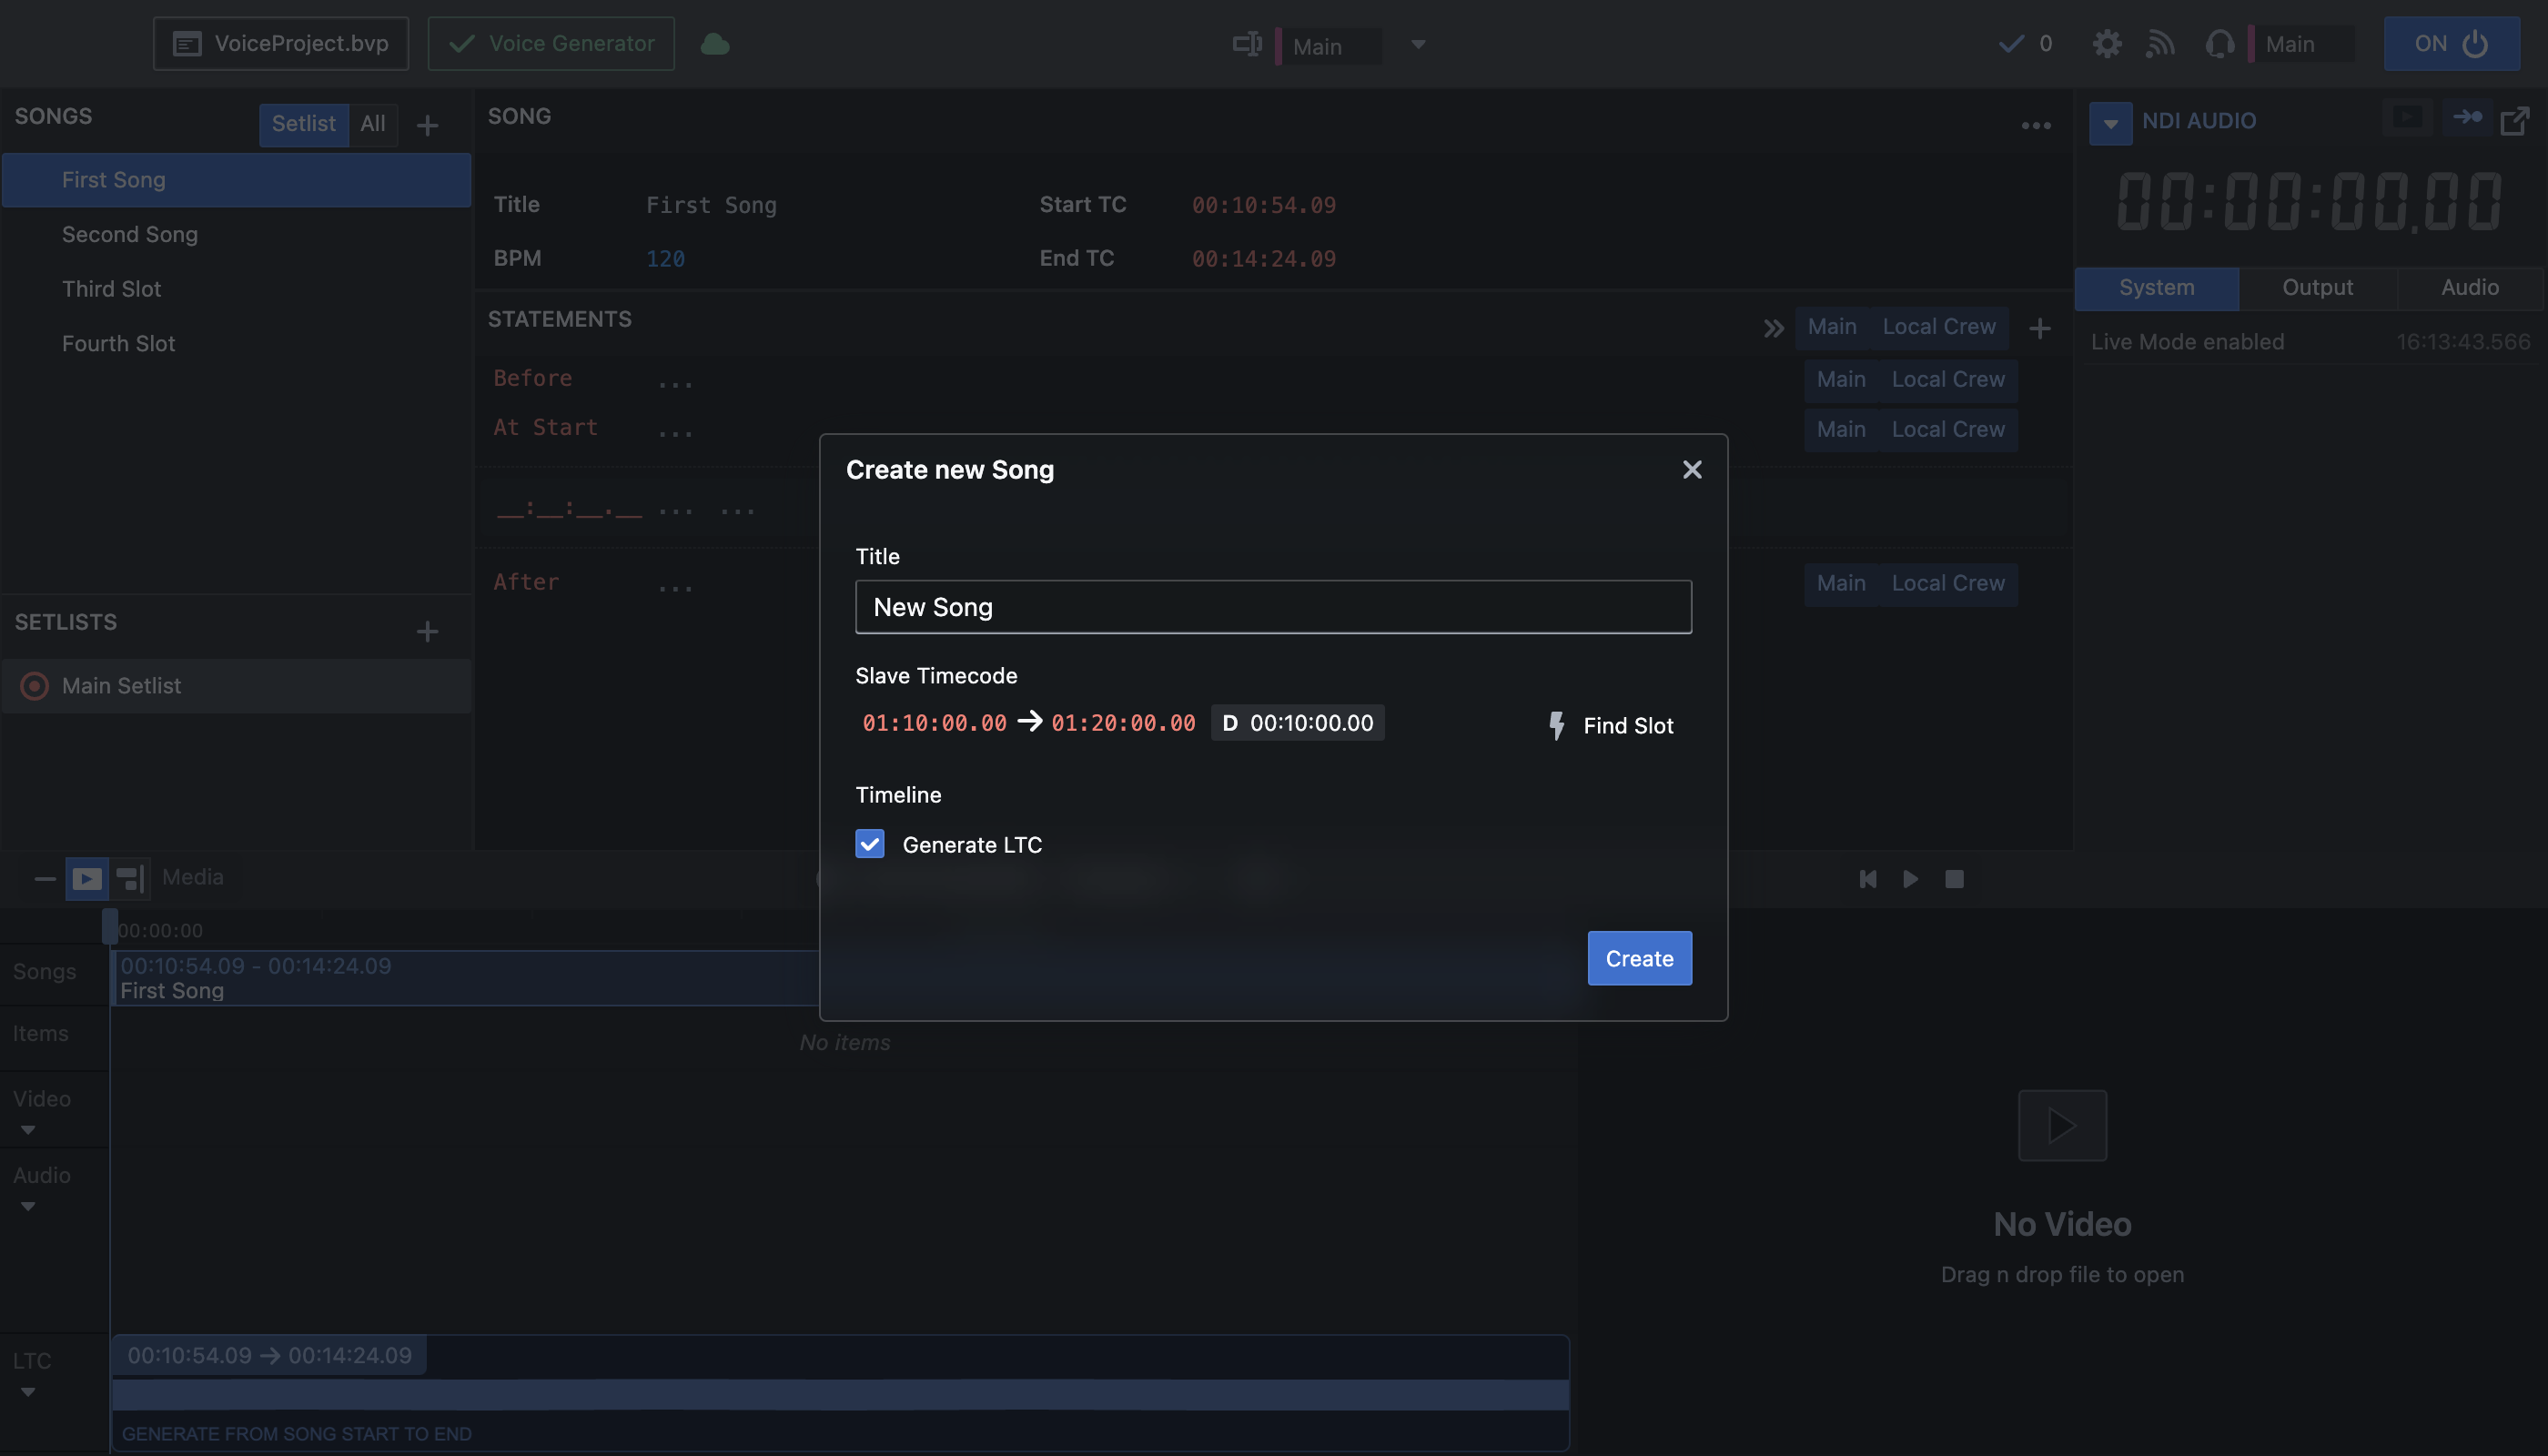 VoiceProject.bvp
Voice Generator
Main
0
Main
ON
SONGS
Setlist
All
First Song
Second Song
Third Slot
Fourth Slot
SETLISTS
Main Setlist
SONG
Title
First Song
Start TC
00:10:54.09
BPM
120
End TC
00:14:24.09
STATEMENTS
Main
Local Crew
Before
...
Main
Local Crew
At Start
...
Main
Local Crew
__:__:__.__
...
...
After
...
Main
Local Crew
NDI AUDIO
00:00:00.00
System
Output
Audio
Live Mode enabled
16:13:43.566
Create new Song
Title
New Song
Slave Timecode
01:10:00.00
01:20:00.00
D 00:10:00.00
Find Slot
Timeline
Generate LTC
Create
Media
00:00:00
Songs
00:10:54.09 - 00:14:24.09
First Song
Items
No items
Video
Audio
LTC
00:10:54.09 → 00:14:24.09
GENERATE FROM SONG START TO END
No Video
Drag n drop file to open